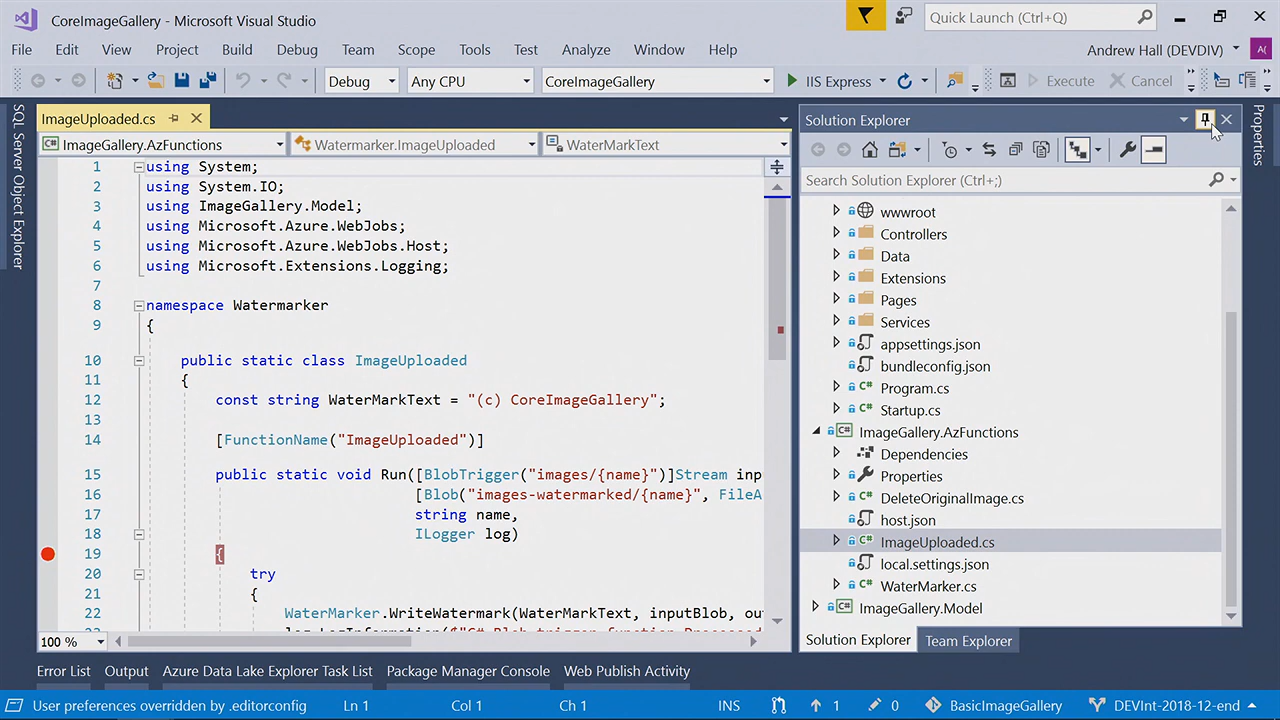 CoreImageGallery - Microsoft Visual Studio
Quick Launch (Ctrl+Q)
File Edit View Project Build Debug Team Scope Tools Test Analyze Window Help
Andrew Hall (DEVDIV)
A(
Debug Any CPU CoreImageGallery IIS Express Execute Cancel
SQL Server Object Explorer
ImageUploaded.cs
ImageGallery.AzFunctions Watermarker.ImageUploaded WaterMarkText
1 using System;
2 using System.IO;
3 using ImageGallery.Model;
4 using Microsoft.Azure.WebJobs;
5 using Microsoft.Azure.WebJobs.Host;
6 using Microsoft.Extensions.Logging;
7
8 namespace Watermarker
9 {
10 public static class ImageUploaded
11 {
12 const string WaterMarkText = "(c) CoreImageGallery";
13
14 [FunctionName("ImageUploaded")]
15 public static void Run([BlobTrigger("images/{name}")]Stream inp
16 [Blob("images-watermarked/{name}", FileA
17 string name,
18 ILogger log)
19 {
20 try
21 {
22 WaterMarker.WriteWatermark(WaterMarkText, inputBlob, ou
100 %
Solution Explorer
Search Solution Explorer (Ctrl+;)
wwwroot
Controllers
Data
Extensions
Pages
Services
appsettings.json
bundleconfig.json
C# Program.cs
C# Startup.cs
C# ImageGallery.AzFunctions
Dependencies
Properties
C# DeleteOriginalImage.cs
host.json
C# ImageUploaded.cs
local.settings.json
C# WaterMarker.cs
C# ImageGallery.Model
Solution Explorer Team Explorer
Properties
Error List Output Azure Data Lake Explorer Task List Package Manager Console Web Publish Activity
User preferences overridden by .editorconfig Ln 1 Col 1 Ch 1 INS 1 0 BasicImageGallery DEVInt-2018-12-end